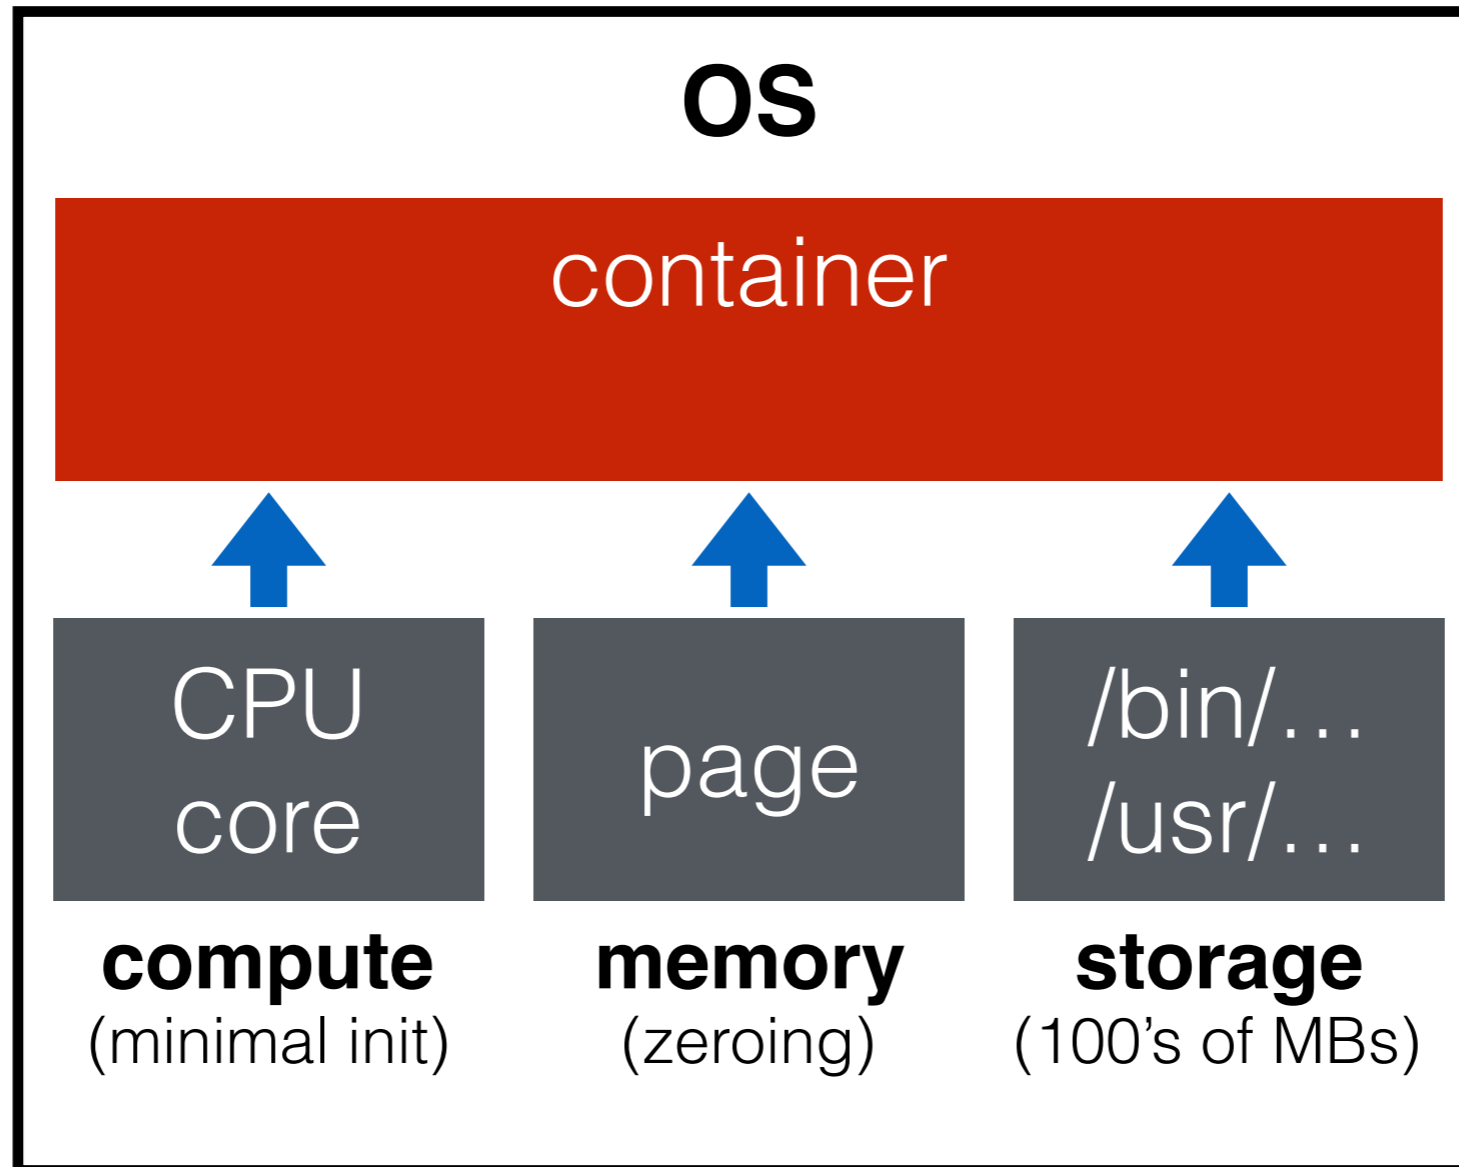 OS
container
CPU
core
page
/bin/…
/usr/…
compute
(minimal init)
memory
(zeroing)
storage
(100’s of MBs)